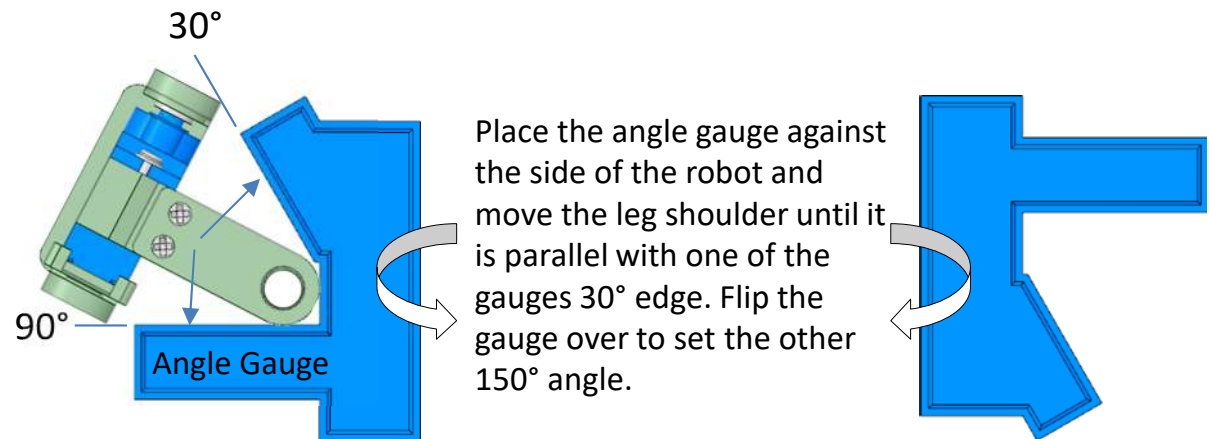 30°
Place the angle gauge against
the side of the robot and
move the leg shoulder until it
is parallel with one of the
gauges 30° edge. Flip the
gauge over to set the other
150° angle.
90°
Angle Gauge